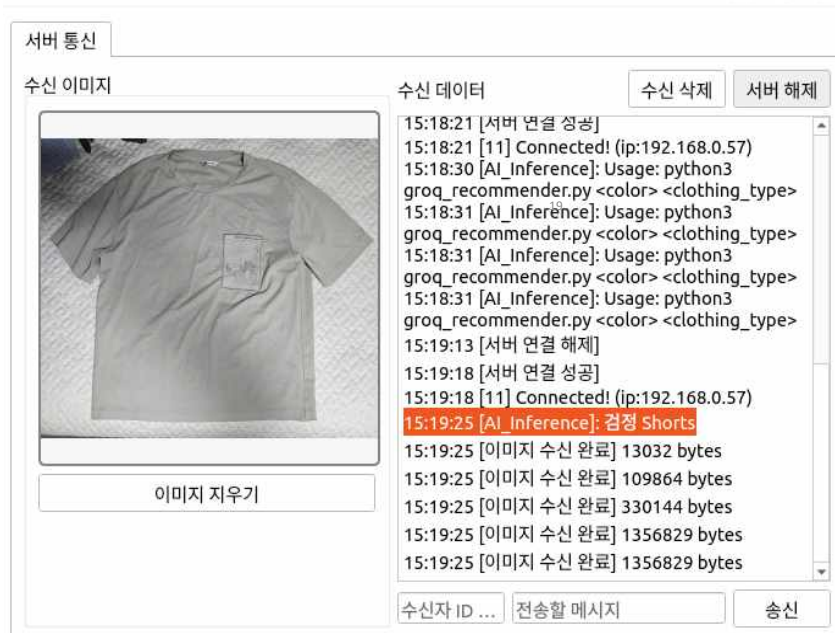 서버 통신
수신 이미지
이미지 지우기
수신 데이터
수신 삭제
서버 해제
15:18:21 [서버 연결 성공]
15:18:21 [11] Connected! (ip:192.168.0.57)
15:18:30 [AI_Inference]: Usage: python3
groq_recommender.py <color> <clothing_type>
19
15:18:31 [AI_Inference]: Usage: python3
groq_recommender.py <color> <clothing_type>
15:18:31 [AI_Inference]: Usage: python3
groq_recommender.py <color> <clothing_type>
15:18:31 [AI_Inference]: Usage: python3
groq_recommender.py <color> <clothing_type>
15:19:13 [서버 연결 해제]
15:19:18 [서버 연결 성공]
15:19:18 [11] Connected! (ip:192.168.0.57)
15:19:25 [AI_Inference]: 검정 Shorts
15:19:25 [이미지 수신 완료] 13032 bytes
15:19:25 [이미지 수신 완료] 109864 bytes
15:19:25 [이미지 수신 완료] 330144 bytes
15:19:25 [이미지 수신 완료] 1356829 bytes
15:19:25 [이미지 수신 완료] 1356829 bytes
수신자 ID ...
전송할 메시지
송신